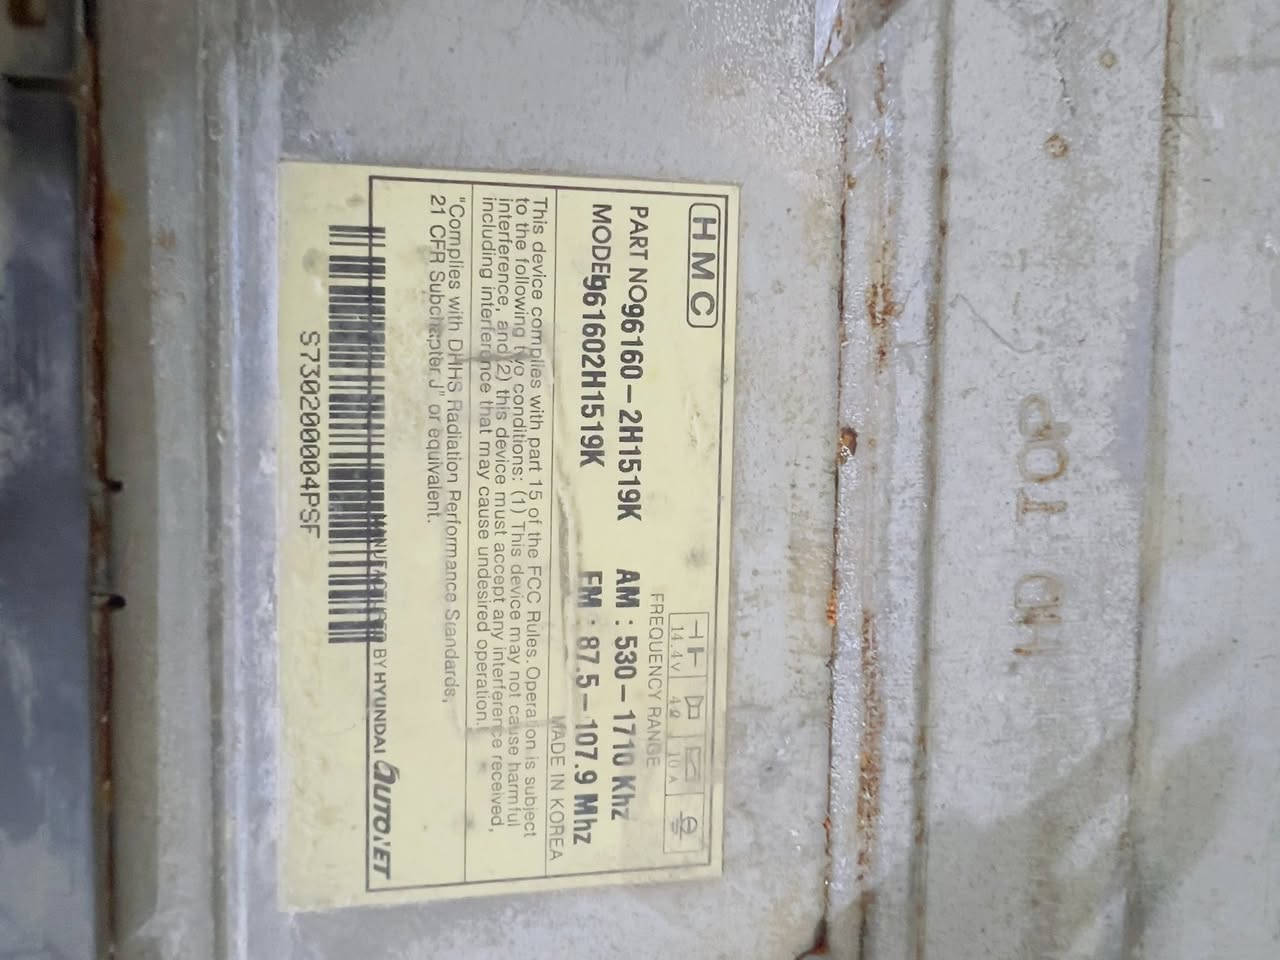 HMC
14.4V 4Ω 10A
FREQUENCY RANGE
PART NO96160-2H1519K AM : 530-1710 Khz
MODEL961602H1519K FM : 87.5-107.9 Mhz
MADE IN KOREA
This device complies with part 15 of the FCC Rules. Operation is subject
to the following two conditions: (1) This device may not cause harmful
interference, and (2) this device must accept any interference received,
including interference that may cause undesired operation.
"Complies with DHHS Radiation Performance Standards,
21 CFR Subchapter J" or equivalent.
MANUFACTURED BY HYUNDAI AUTONET
S730200004PSF